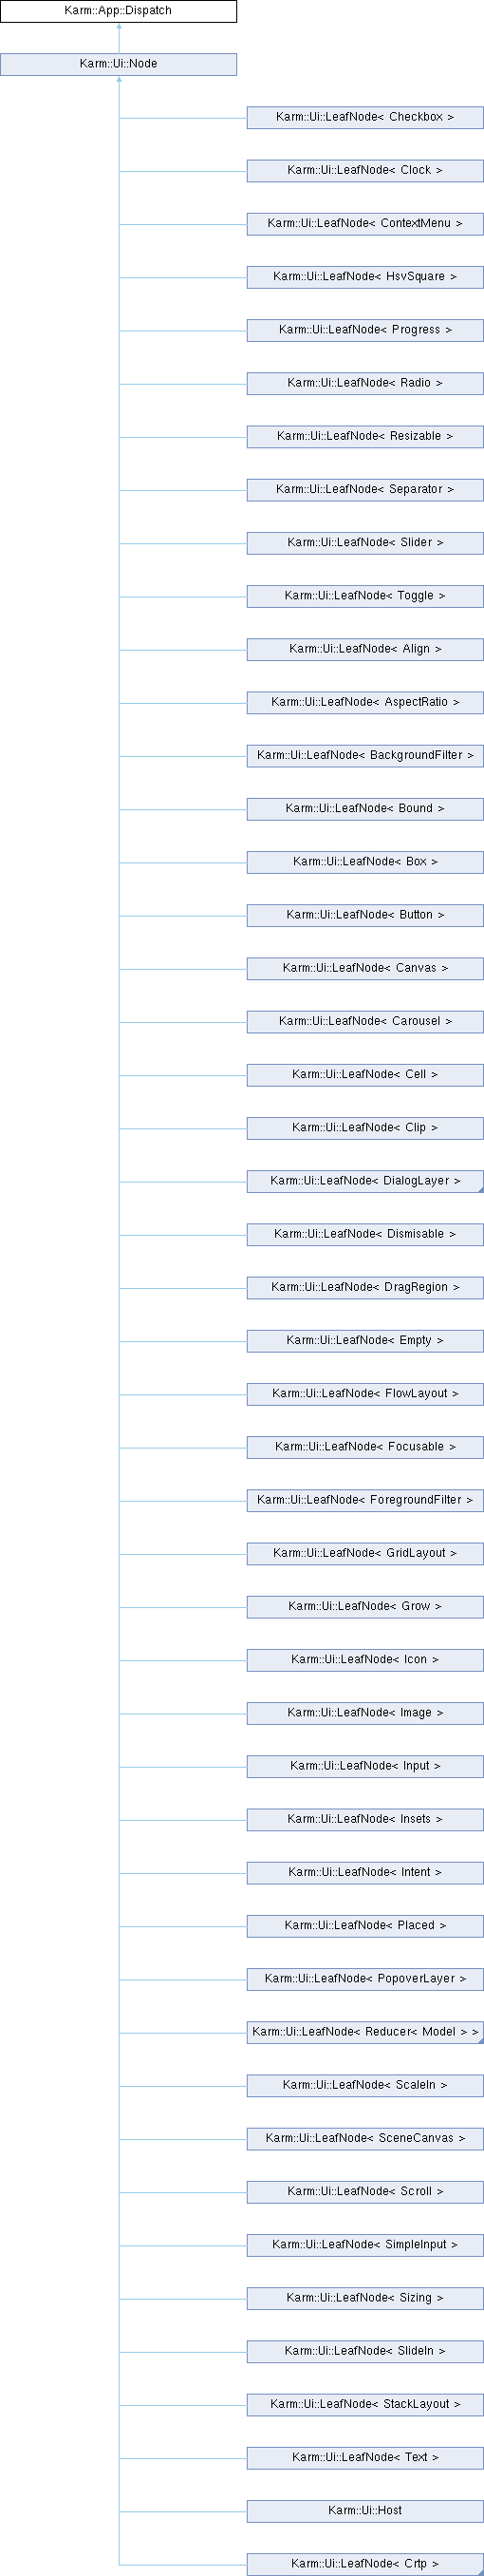 Karm::App::Dispatch
Karm::Ui::Node
Karm::Ui::LeafNode< Checkbox >
Karm::Ui::LeafNode< Clock >
Karm::Ui::LeafNode< ContextMenu >
Karm::Ui::LeafNode< HsvSquare >
Karm::Ui::LeafNode< Progress >
Karm::Ui::LeafNode< Radio >
Karm::Ui::LeafNode< Resizable >
Karm::Ui::LeafNode< Separator >
Karm::Ui::LeafNode< Slider >
Karm::Ui::LeafNode< Toggle >
Karm::Ui::LeafNode< Align >
Karm::Ui::LeafNode< AspectRatio >
Karm::Ui::LeafNode< BackgroundFilter >
Karm::Ui::LeafNode< Bound >
Karm::Ui::LeafNode< Box >
Karm::Ui::LeafNode< Button >
Karm::Ui::LeafNode< Canvas >
Karm::Ui::LeafNode< Carousel >
Karm::Ui::LeafNode< Cell >
Karm::Ui::LeafNode< Clip >
Karm::Ui::LeafNode< DialogLayer >
Karm::Ui::LeafNode< Dismisable >
Karm::Ui::LeafNode< DragRegion >
Karm::Ui::LeafNode< Empty >
Karm::Ui::LeafNode< FlowLayout >
Karm::Ui::LeafNode< Focusable >
Karm::Ui::LeafNode< ForegroundFilter >
Karm::Ui::LeafNode< GridLayout >
Karm::Ui::LeafNode< Grow >
Karm::Ui::LeafNode< Icon >
Karm::Ui::LeafNode< Image >
Karm::Ui::LeafNode< Input >
Karm::Ui::LeafNode< Insets >
Karm::Ui::LeafNode< Intent >
Karm::Ui::LeafNode< Placed >
Karm::Ui::LeafNode< PopoverLayer >
Karm::Ui::LeafNode< Reducer< Model > >
Karm::Ui::LeafNode< ScaleIn >
Karm::Ui::LeafNode< SceneCanvas >
Karm::Ui::LeafNode< Scroll >
Karm::Ui::LeafNode< SimpleInput >
Karm::Ui::LeafNode< Sizing >
Karm::Ui::LeafNode< SlideIn >
Karm::Ui::LeafNode< StackLayout >
Karm::Ui::LeafNode< Text >
Karm::Ui::Host
Karm::Ui::LeafNode< Crtp >